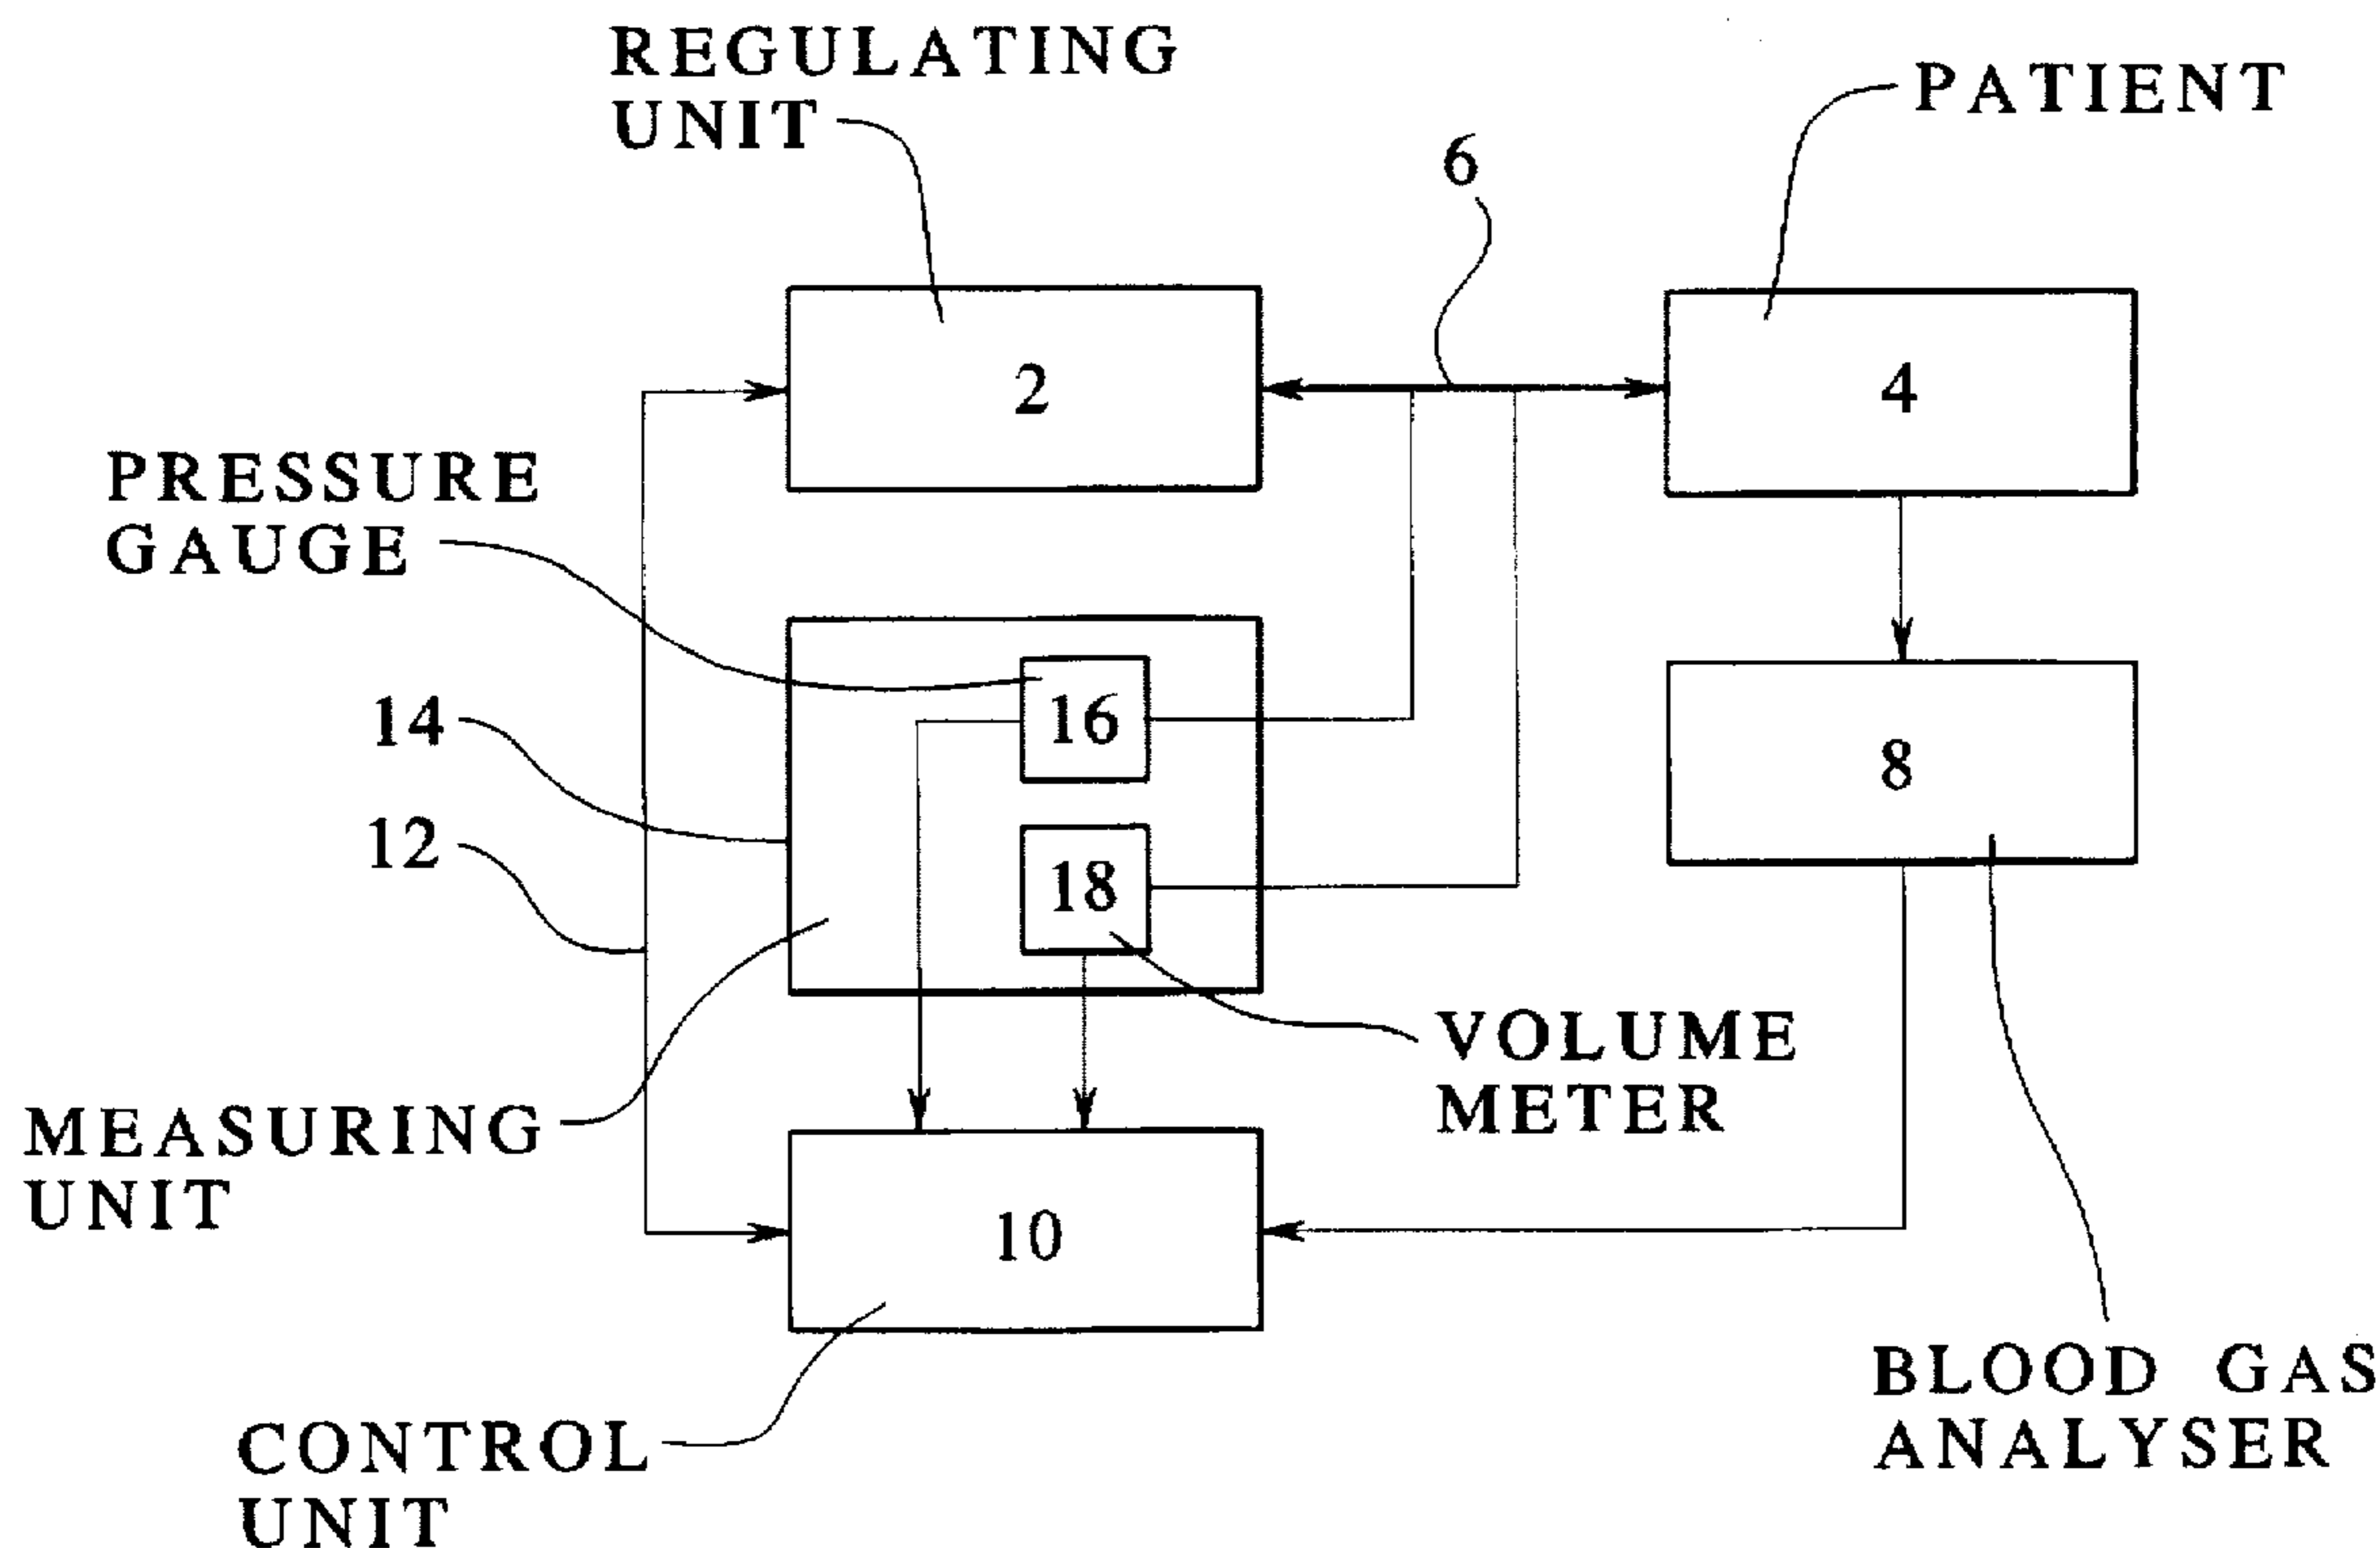 REGULATING
UNIT
PATIENT
6
2
4
PRESSURE
GAUGE
14
16
8
12
18
VOLUME
METER
MEASURING
UNIT
10
BLOOD GAS
ANALYSER
CONTROL
UNIT